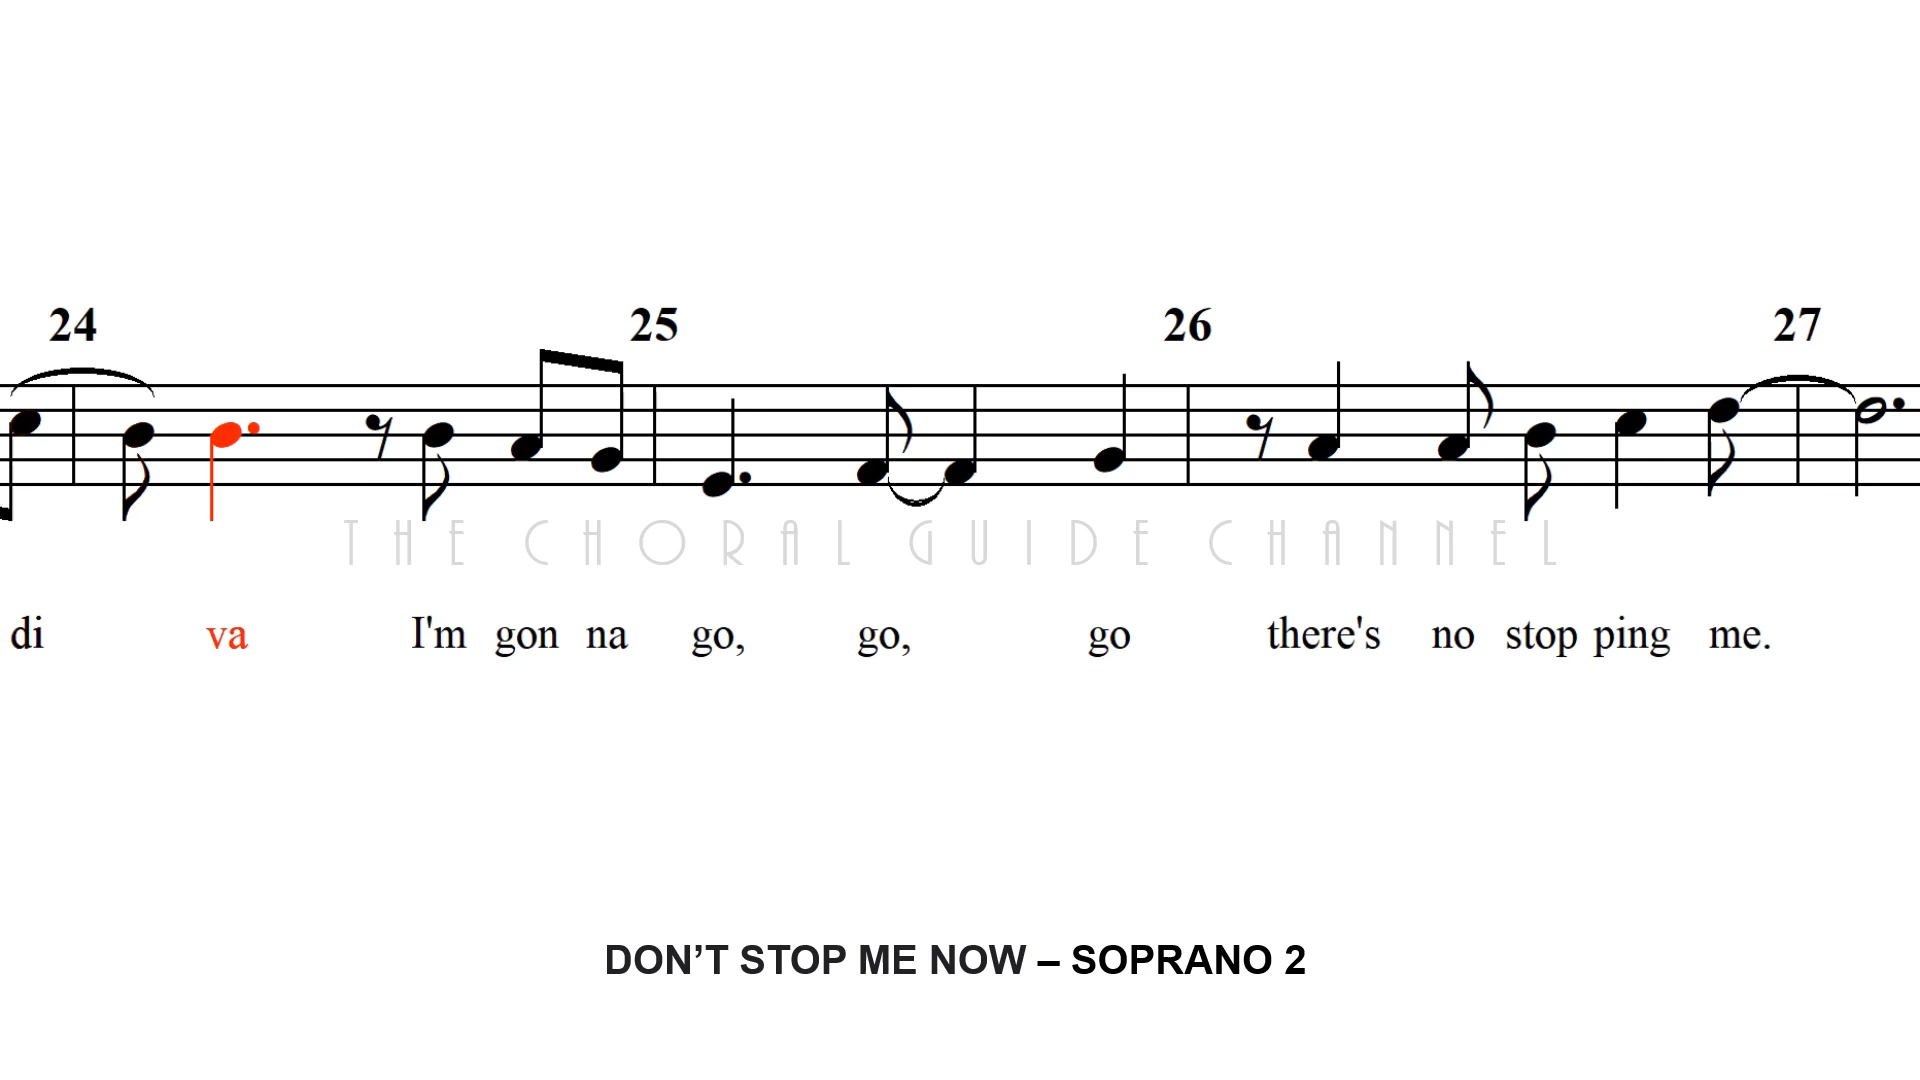 24 25 26 27
THE CHORAL GUIDE CHANNEL
di va I'm gon na go, go, go there's no stop ping me.
DON’T STOP ME NOW – SOPRANO 2